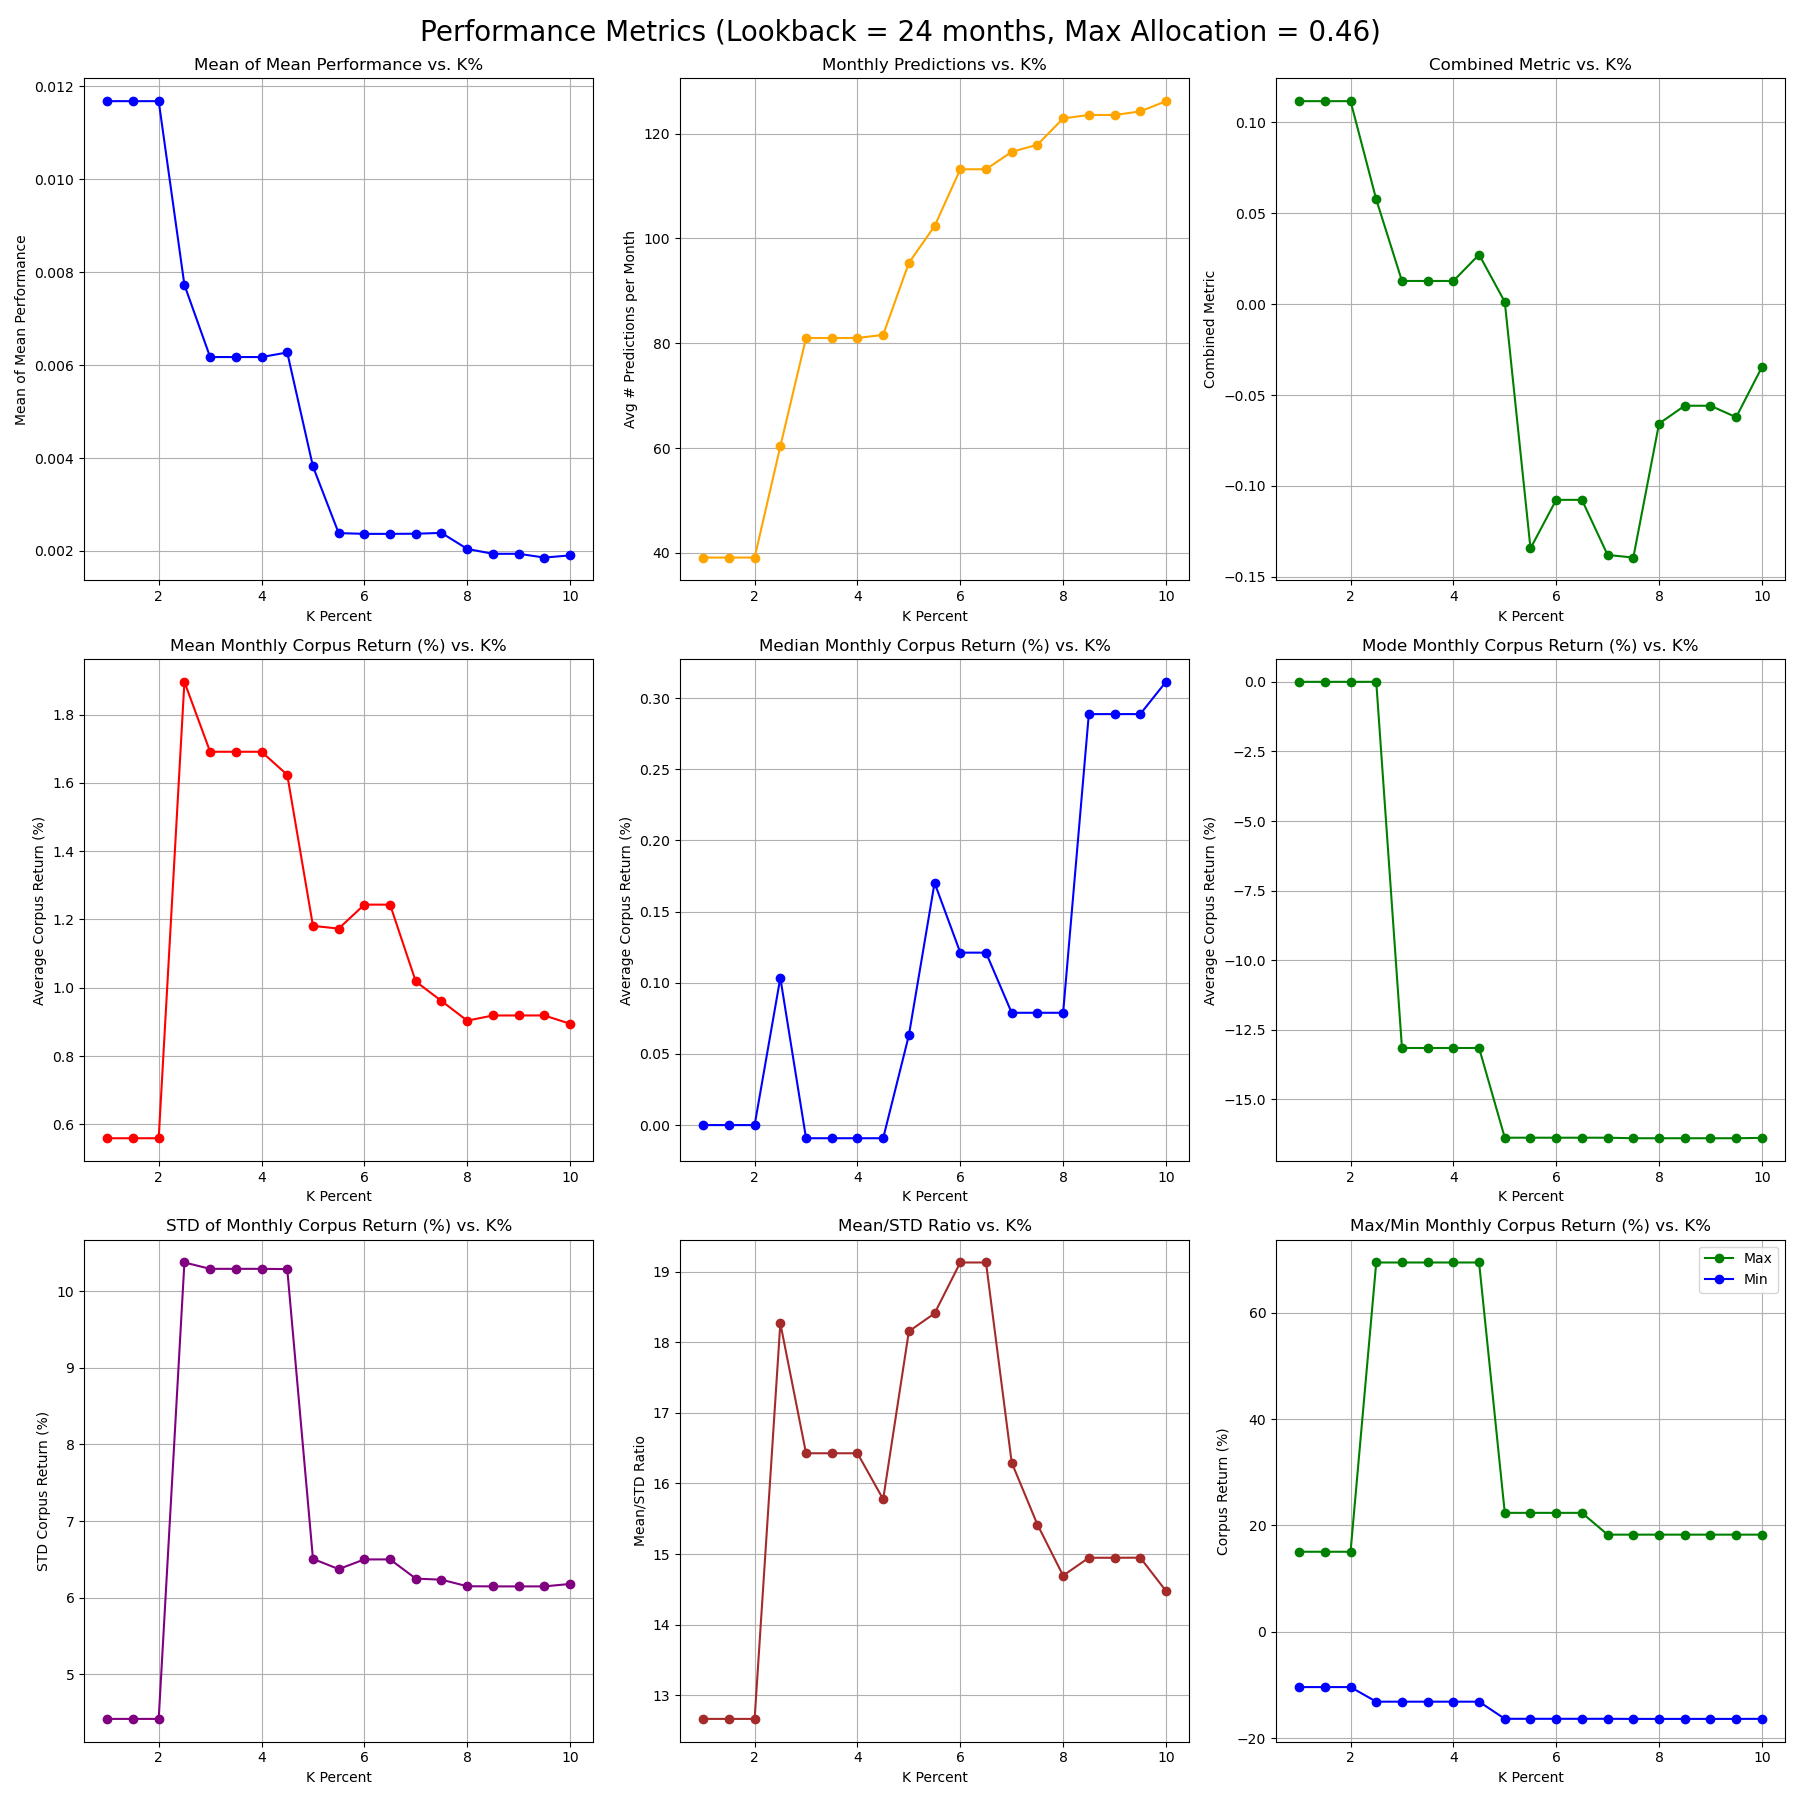 Performance Metrics (Lookback = 24 months, Max Allocation = 0.46)
Mean of Mean Performance vs. K%
Mean of Mean Performance
0.012
0.010
0.008
0.006
0.004
0.002
2 4 6 8 10
K Percent
Monthly Predictions vs. K%
Avg # Predictions per Month
120
100
80
60
40
2 4 6 8 10
K Percent
Combined Metric vs. K%
Combined Metric
0.10
0.05
0.00
−0.05
−0.10
−0.15
2 4 6 8 10
K Percent
Mean Monthly Corpus Return (%) vs. K%
Average Corpus Return (%)
1.8
1.6
1.4
1.2
1.0
0.8
0.6
2 4 6 8 10
K Percent
Median Monthly Corpus Return (%) vs. K%
Average Corpus Return (%)
0.30
0.25
0.20
0.15
0.10
0.05
0.00
2 4 6 8 10
K Percent
Mode Monthly Corpus Return (%) vs. K%
Average Corpus Return (%)
0.0
−2.5
−5.0
−7.5
−10.0
−12.5
−15.0
2 4 6 8 10
K Percent
STD of Monthly Corpus Return (%) vs. K%
STD Corpus Return (%)
10
9
8
7
6
5
2 4 6 8 10
K Percent
Mean/STD Ratio vs. K%
Mean/STD Ratio
19
18
17
16
15
14
13
2 4 6 8 10
K Percent
Max/Min Monthly Corpus Return (%) vs. K%
Corpus Return (%)
Max
Min
60
40
20
0
−20
2 4 6 8 10
K Percent